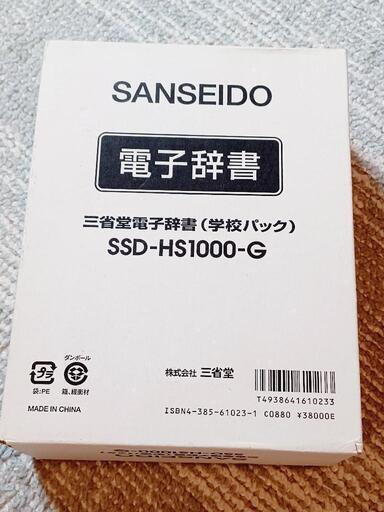 SANSEIDO
電子辞書
三省堂電子辞書(学校パック)
SSD-HS1000-G
プラ
袋:PE
ダンボール
箱、緩衝材
MADE IN CHINA
株式会社 三省堂
T4938641610233
ISBN4-385-61023-1 C0880 ¥38000E